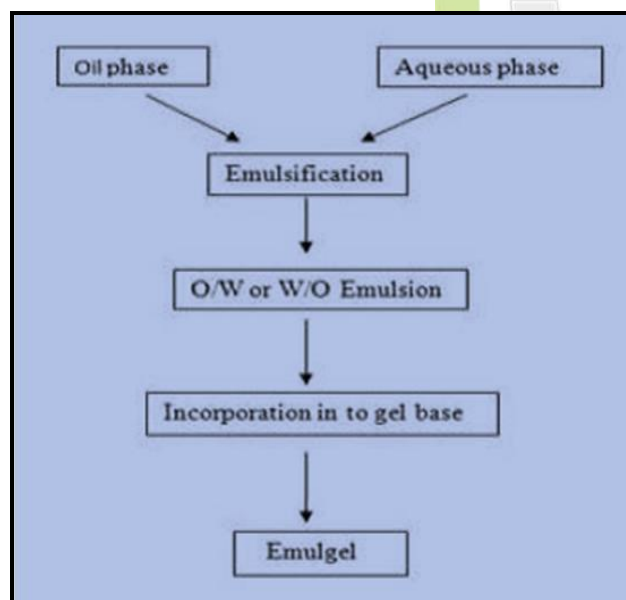 Oil phase
Aqueous phase
Emulsification
O/W or W/O Emulsion
Incorporation in to gel base
Emulgel